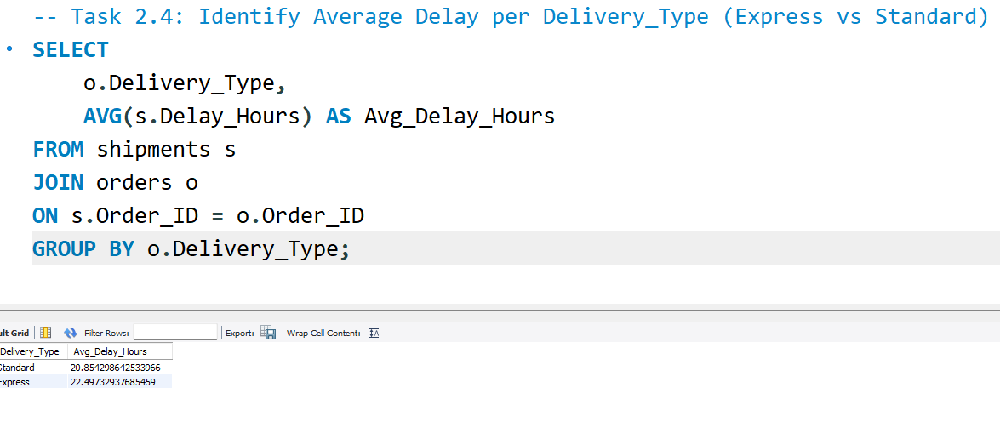 -- Task 2.4: Identify Average Delay per Delivery_Type (Express vs Standard)
SELECT
o.Delivery_Type,
AVG(s.Delay_Hours) AS Avg_Delay_Hours
FROM shipments s
JOIN orders o
ON s.Order_ID = o.Order_ID
GROUP BY o.Delivery_Type;
ult Grid Filter Rows: Export: Wrap Cell Content:
Delivery_Type Avg_Delay_Hours
Standard 20.854298642533966
Express 22.49732937685459